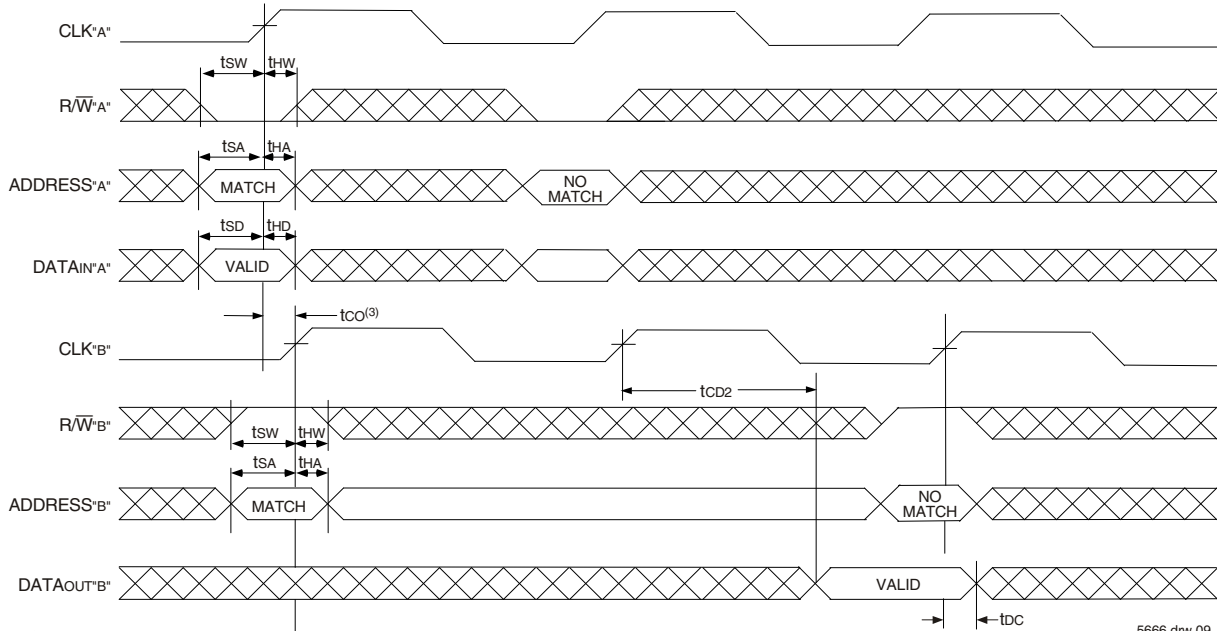 CLK"A"
tSW tHW
R/W̅"A"
tSA tHA
ADDRESS"A" MATCH NO MATCH
tSD tHD
DATAIN"A" VALID
tCO(3)
CLK"B"
tCD2
R/W̅"B"
tSW tHW
tSA tHA
ADDRESS"B" MATCH NO MATCH
DATAOUT"B" VALID
tDC
5666 drw 09